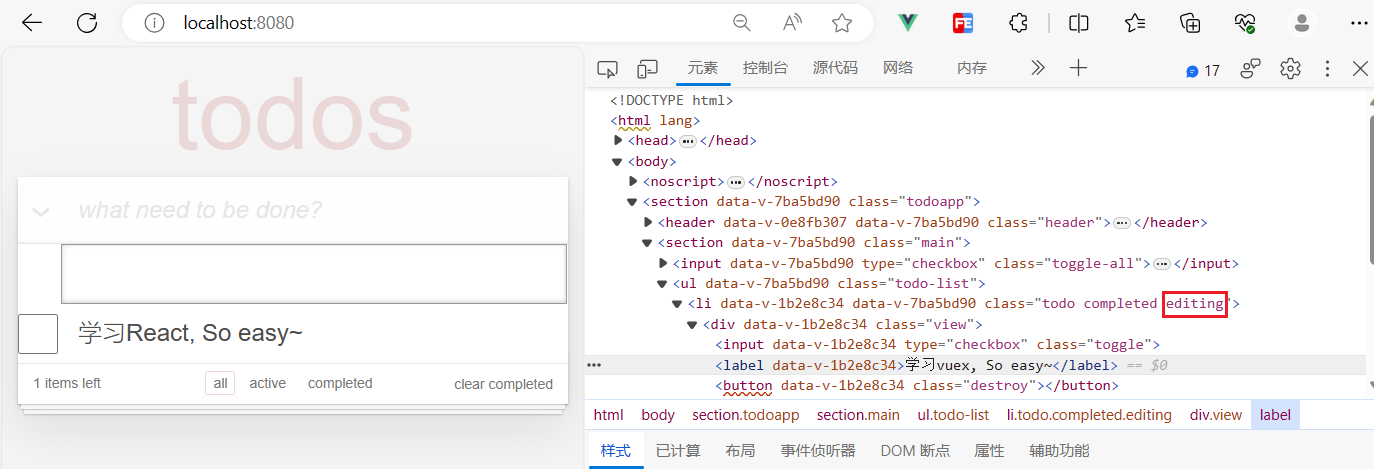 localhost:8080
todos
what need to be done?
学习React, So easy~
1 items left
all
active
completed
clear completed
元素
控制台
源代码
网络
内存
17
<!DOCTYPE html>
<html lang>
<head>…</head>
<body>
<noscript>…</noscript>
<section data-v-7ba5bd90 class="todoapp">
<header data-v-0e8fb307 data-v-7ba5bd90 class="header">…</header>
<section data-v-7ba5bd90 class="main">
<input data-v-7ba5bd90 type="checkbox" class="toggle-all">…</input>
<ul data-v-7ba5bd90 class="todo-list">
<li data-v-1b2e8c34 data-v-7ba5bd90 class="todo completed editing">
<div data-v-1b2e8c34 class="view">
<input data-v-1b2e8c34 type="checkbox" class="toggle">
<label data-v-1b2e8c34>学习vuex, So easy~</label> == $0
<button data-v-1b2e8c34 class="destroy"></button>
html body section.todoapp section.main ul.todo-list li.todo.completed.editing div.view label
样式 已计算 布局 事件侦听器 DOM 断点 属性 辅助功能